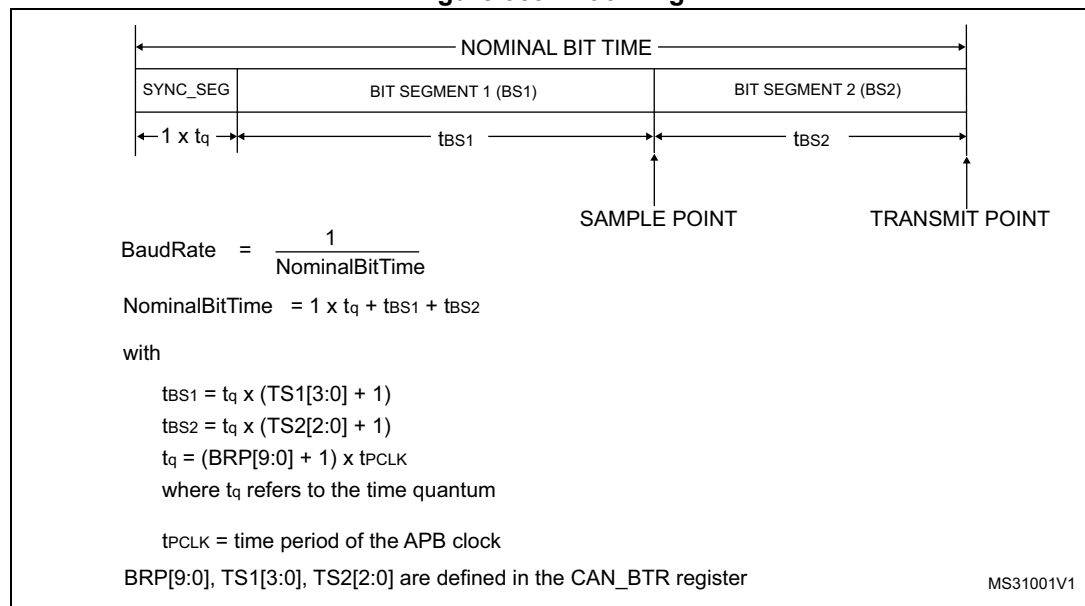 NOMINAL BIT TIME
SYNC_SEG BIT SEGMENT 1 (BS1) BIT SEGMENT 2 (BS2)
1 x tq tBS1 tBS2
SAMPLE POINT TRANSMIT POINT
BaudRate = 1
NominalBitTime
NominalBitTime = 1 x tq + tBS1 + tBS2
with
tBS1 = tq x (TS1[3:0] + 1)
tBS2 = tq x (TS2[2:0] + 1)
tq = (BRP[9:0] + 1) x tPCLK
where tq refers to the time quantum
tPCLK = time period of the APB clock
BRP[9:0], TS1[3:0], TS2[2:0] are defined in the CAN_BTR register
MS31001V1